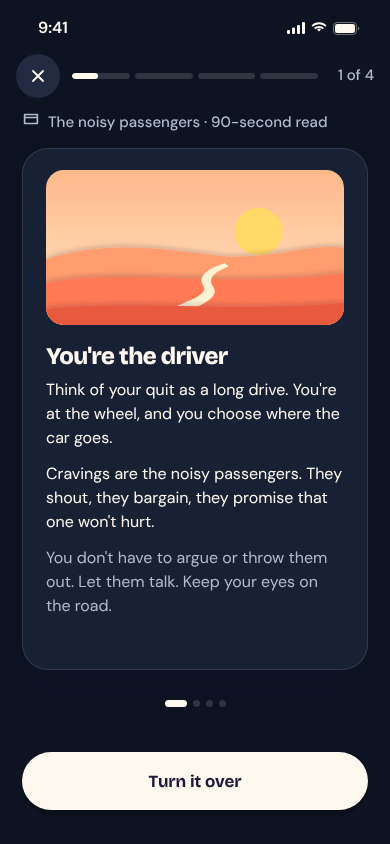 9:41
1 of 4
The noisy passengers · 90-second read
You're the driver
Think of your quit as a long drive. You're
at the wheel, and you choose where the
car goes.
Cravings are the noisy passengers. They
shout, they bargain, they promise that
one won't hurt.
You don't have to argue or throw them
out. Let them talk. Keep your eyes on
the road.
Turn it over